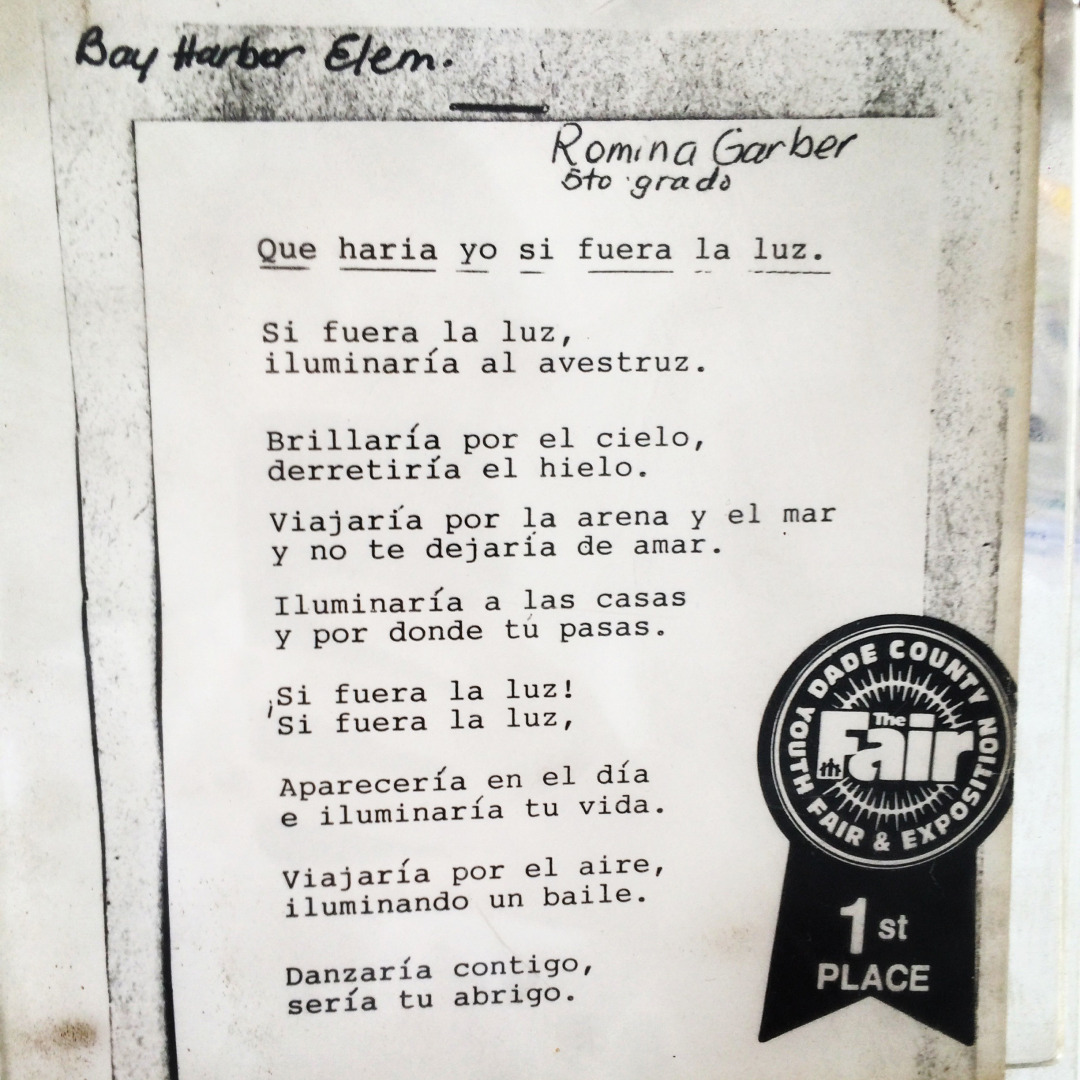 Bay Harbor Elem.
Romina Garber
5to grado
Que haria yo si fuera la luz.
Si fuera la luz,
iluminaría al avestruz.
Brillaría por el cielo,
derretiría el hielo.
Viajaría por la arena y el mar
y no te dejaría de amar.
Iluminaría a las casas
y por donde tú pasas.
¡Si fuera la luz!
Si fuera la luz,
Aparecería en el día
e iluminaría tu vida.
Viajaría por el aire,
iluminando un baile.
Danzaría contigo,
sería tu abrigo.
DADE COUNTY YOUTH FAIR & EXPOSITION
The Fair
1st
PLACE